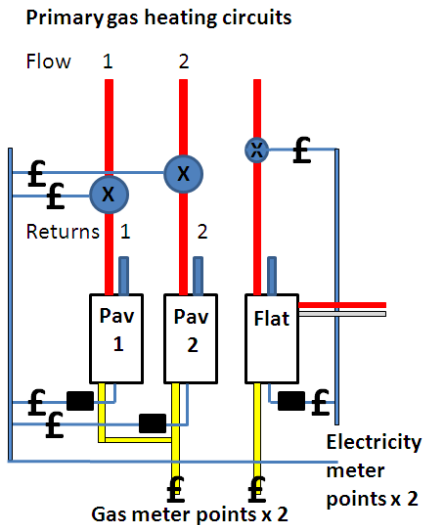 Primary gas heating circuits
Flow 1 2
X
£
X
£
X
£
Returns 1 2
Pav 1
Pav 2
Flat
£
£
£
Electricity
meter
points x 2
£
£
Gas meter points x 2